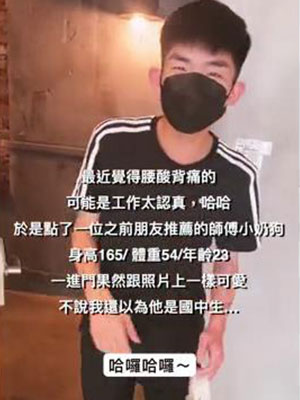 最近覺得腰酸背痛的
可能是工作太認真，哈哈
於是點了一位之前朋友推薦的師傅小奶狗
身高165/ 體重54/年齡23
一進門果然跟照片上一樣可愛
不說我還以為他是國中生...
哈囉哈囉～